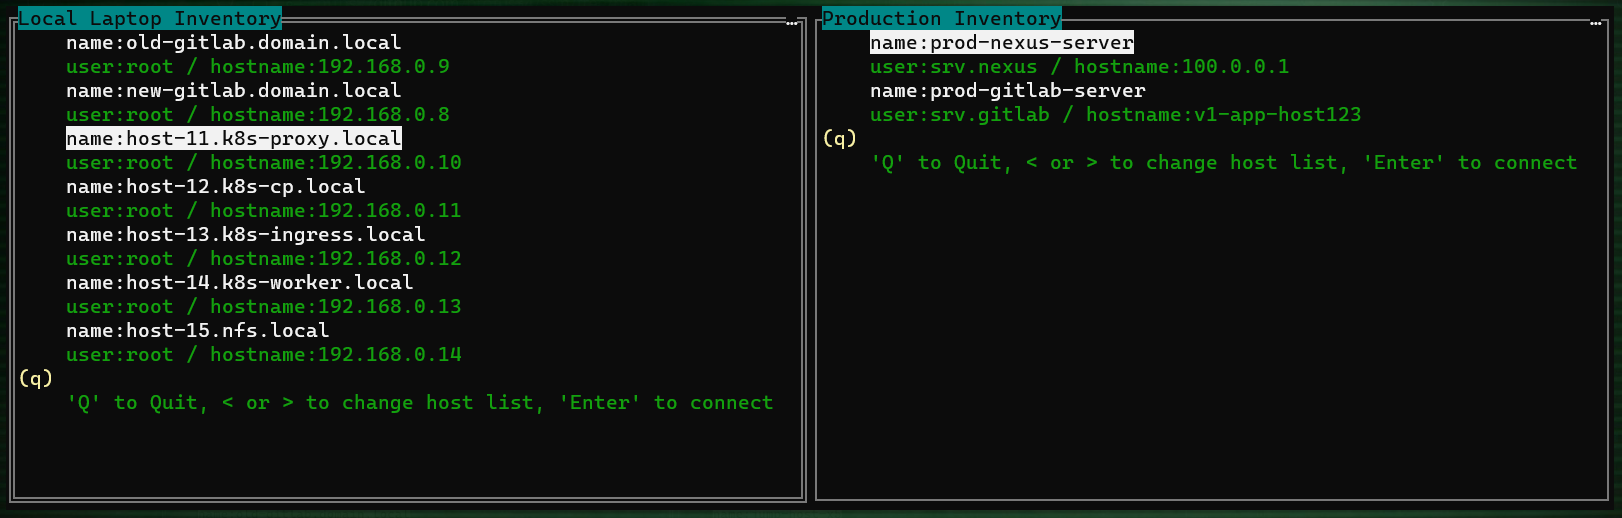 Local Laptop Inventory
…
name:old-gitlab.domain.local
user:root / hostname:192.168.0.9
name:new-gitlab.domain.local
user:root / hostname:192.168.0.8
name:host-11.k8s-proxy.local
user:root / hostname:192.168.0.10
name:host-12.k8s-cp.local
user:root / hostname:192.168.0.11
name:host-13.k8s-ingress.local
user:root / hostname:192.168.0.12
name:host-14.k8s-worker.local
user:root / hostname:192.168.0.13
name:host-15.nfs.local
user:root / hostname:192.168.0.14
(q)
'Q' to Quit, < or > to change host list, 'Enter' to connect
Production Inventory
…
name:prod-nexus-server
user:srv.nexus / hostname:100.0.0.1
name:prod-gitlab-server
user:srv.gitlab / hostname:v1-app-host123
(q)
'Q' to Quit, < or > to change host list, 'Enter' to connect